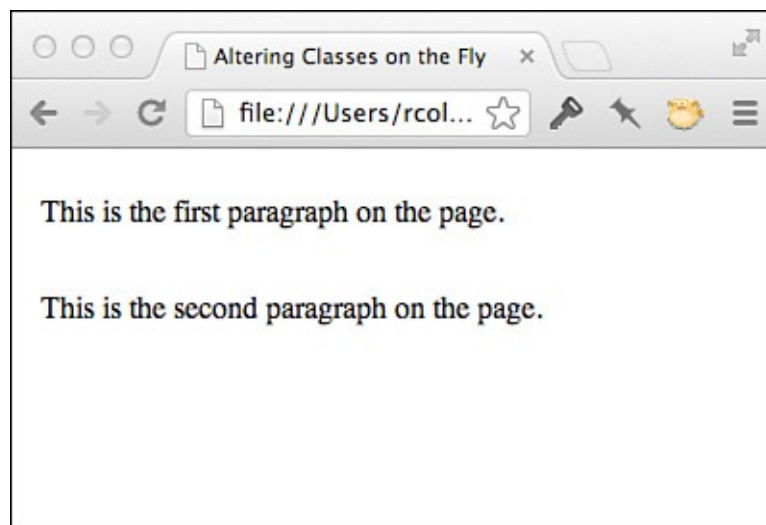 Altering Classes on the Fly
file:///Users/rcol...
This is the first paragraph on the page.
This is the second paragraph on the page.